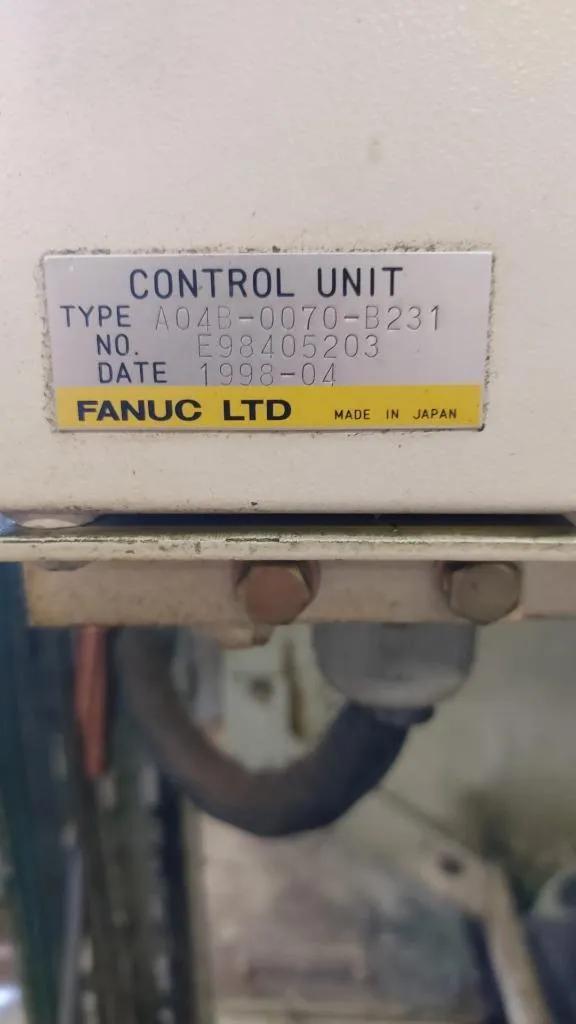 CONTROL UNIT
TYPE A04B-0070-B231
NO. E98405203
DATE 1998-04
FANUC LTD MADE IN JAPAN